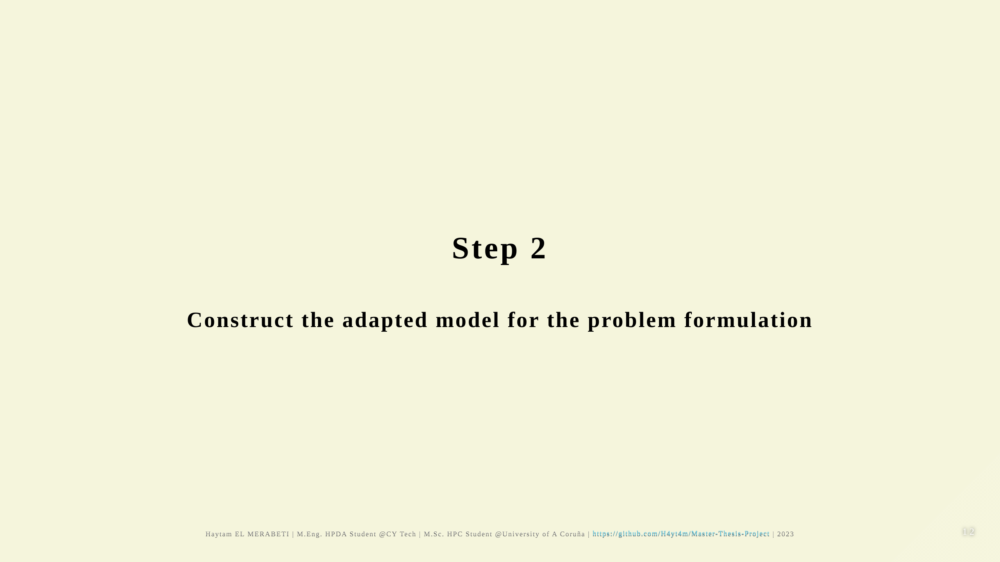 Step 2
Construct the adapted model for the problem formulation
Haytam EL MERABETI | M.Eng. HPDA Student @CY Tech | M.Sc. HPC Student @University of A Coruña | https://github.com/H4yt4m/Master-Thesis-Project | 2023
12